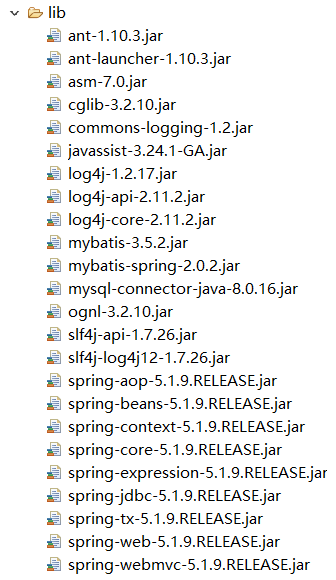 lib
ant-1.10.3.jar
ant-launcher-1.10.3.jar
asm-7.0.jar
cglib-3.2.10.jar
commons-logging-1.2.jar
javassist-3.24.1-GA.jar
log4j-1.2.17.jar
log4j-api-2.11.2.jar
log4j-core-2.11.2.jar
mybatis-3.5.2.jar
mybatis-spring-2.0.2.jar
mysql-connector-java-8.0.16.jar
ognl-3.2.10.jar
slf4j-api-1.7.26.jar
slf4j-log4j12-1.7.26.jar
spring-aop-5.1.9.RELEASE.jar
spring-beans-5.1.9.RELEASE.jar
spring-context-5.1.9.RELEASE.jar
spring-core-5.1.9.RELEASE.jar
spring-expression-5.1.9.RELEASE.jar
spring-jdbc-5.1.9.RELEASE.jar
spring-tx-5.1.9.RELEASE.jar
spring-web-5.1.9.RELEASE.jar
spring-webmvc-5.1.9.RELEASE.jar